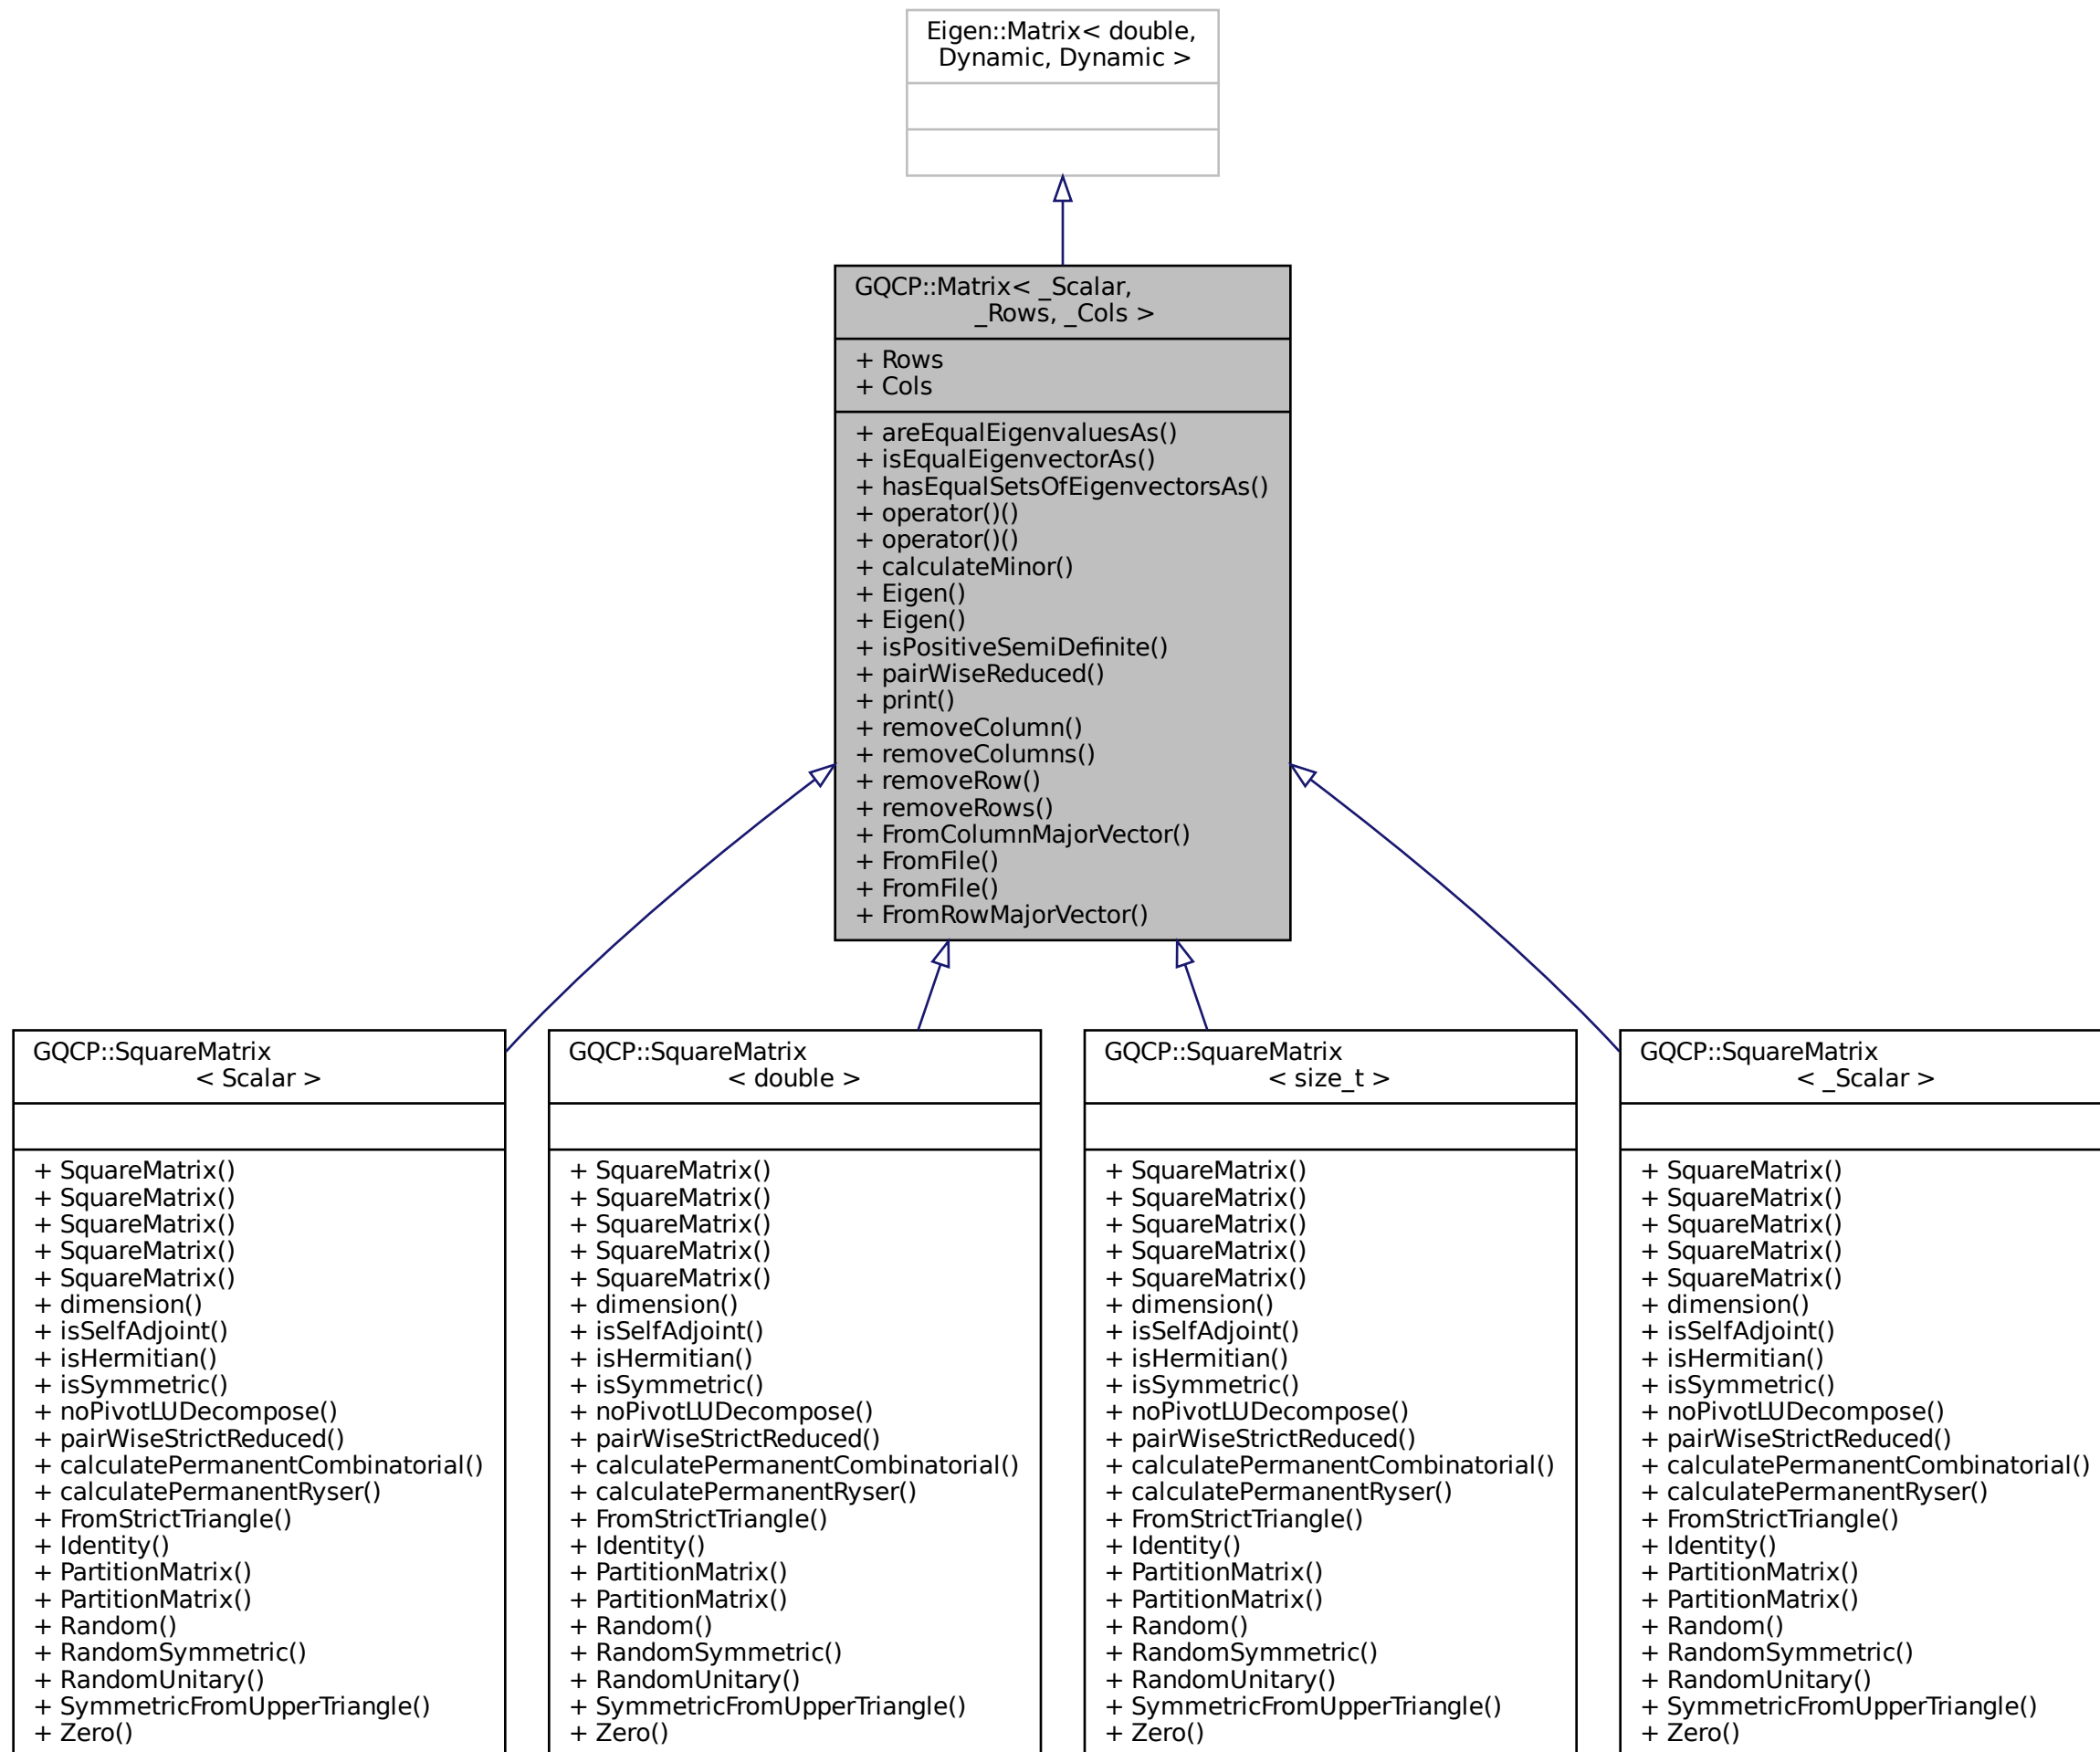 Eigen::Matrix< double,
Dynamic, Dynamic >
GQCP::Matrix< _Scalar,
_Rows, _Cols >
+ Rows
+ Cols
+ areEqualEigenvaluesAs()
+ isEqualEigenvectorAs()
+ hasEqualSetsOfEigenvectorsAs()
+ operator()()
+ operator()()
+ calculateMinor()
+ Eigen()
+ Eigen()
+ isPositiveSemiDefinite()
+ pairWiseReduced()
+ print()
+ removeColumn()
+ removeColumns()
+ removeRow()
+ removeRows()
+ FromColumnMajorVector()
+ FromFile()
+ FromFile()
+ FromRowMajorVector()
GQCP::SquareMatrix
< Scalar >
+ SquareMatrix()
+ SquareMatrix()
+ SquareMatrix()
+ SquareMatrix()
+ SquareMatrix()
+ dimension()
+ isSelfAdjoint()
+ isHermitian()
+ isSymmetric()
+ noPivotLUDecompose()
+ pairWiseStrictReduced()
+ calculatePermanentCombinatorial()
+ calculatePermanentRyser()
+ FromStrictTriangle()
+ Identity()
+ PartitionMatrix()
+ PartitionMatrix()
+ Random()
+ RandomSymmetric()
+ RandomUnitary()
+ SymmetricFromUpperTriangle()
+ Zero()
GQCP::SquareMatrix
< double >
+ SquareMatrix()
+ SquareMatrix()
+ SquareMatrix()
+ SquareMatrix()
+ SquareMatrix()
+ dimension()
+ isSelfAdjoint()
+ isHermitian()
+ isSymmetric()
+ noPivotLUDecompose()
+ pairWiseStrictReduced()
+ calculatePermanentCombinatorial()
+ calculatePermanentRyser()
+ FromStrictTriangle()
+ Identity()
+ PartitionMatrix()
+ PartitionMatrix()
+ Random()
+ RandomSymmetric()
+ RandomUnitary()
+ SymmetricFromUpperTriangle()
+ Zero()
GQCP::SquareMatrix
< size_t >
+ SquareMatrix()
+ SquareMatrix()
+ SquareMatrix()
+ SquareMatrix()
+ SquareMatrix()
+ dimension()
+ isSelfAdjoint()
+ isHermitian()
+ isSymmetric()
+ noPivotLUDecompose()
+ pairWiseStrictReduced()
+ calculatePermanentCombinatorial()
+ calculatePermanentRyser()
+ FromStrictTriangle()
+ Identity()
+ PartitionMatrix()
+ PartitionMatrix()
+ Random()
+ RandomSymmetric()
+ RandomUnitary()
+ SymmetricFromUpperTriangle()
+ Zero()
GQCP::SquareMatrix
< _Scalar >
+ SquareMatrix()
+ SquareMatrix()
+ SquareMatrix()
+ SquareMatrix()
+ SquareMatrix()
+ dimension()
+ isSelfAdjoint()
+ isHermitian()
+ isSymmetric()
+ noPivotLUDecompose()
+ pairWiseStrictReduced()
+ calculatePermanentCombinatorial()
+ calculatePermanentRyser()
+ FromStrictTriangle()
+ Identity()
+ PartitionMatrix()
+ PartitionMatrix()
+ Random()
+ RandomSymmetric()
+ RandomUnitary()
+ SymmetricFromUpperTriangle()
+ Zero()